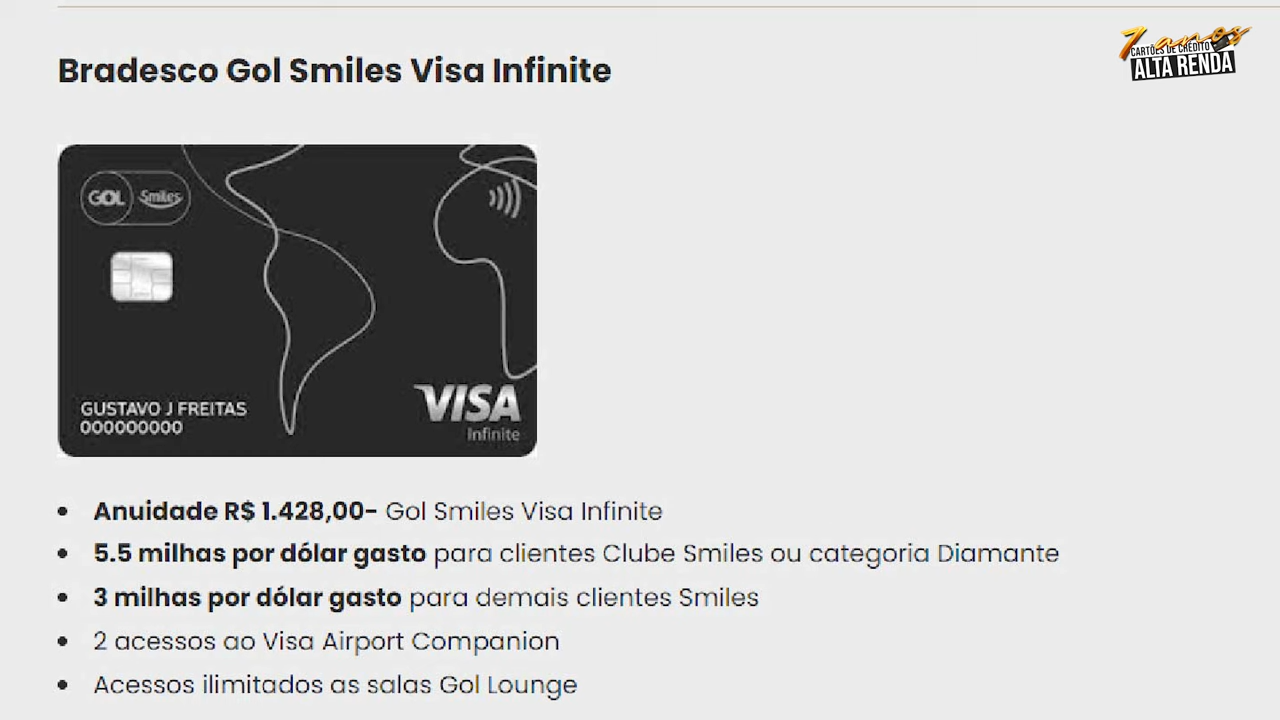 7 anos
CARTÕES DE CRÉDITO
ALTA RENDA
Bradesco Gol Smiles Visa Infinite
GOL Smiles
GUSTAVO J FREITAS
000000000
VISA
Infinite
Anuidade R$ 1.428,00- Gol Smiles Visa Infinite
5.5 milhas por dólar gasto para clientes Clube Smiles ou categoria Diamante
3 milhas por dólar gasto para demais clientes Smiles
2 acessos ao Visa Airport Companion
Acessos ilimitados as salas Gol Lounge